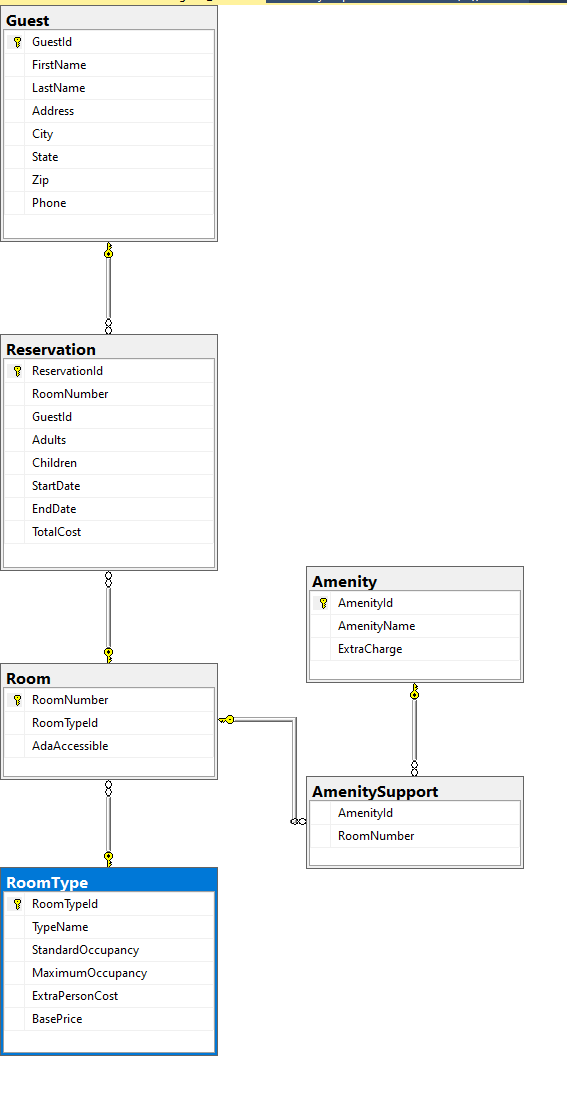 Guest
GuestId
FirstName
LastName
Address
City
State
Zip
Phone
Reservation
ReservationId
RoomNumber
GuestId
Adults
Children
StartDate
EndDate
TotalCost
Amenity
AmenityId
AmenityName
ExtraCharge
Room
RoomNumber
RoomTypeId
AdaAccessible
AmenitySupport
AmenityId
RoomNumber
RoomType
RoomTypeId
TypeName
StandardOccupancy
MaximumOccupancy
ExtraPersonCost
BasePrice